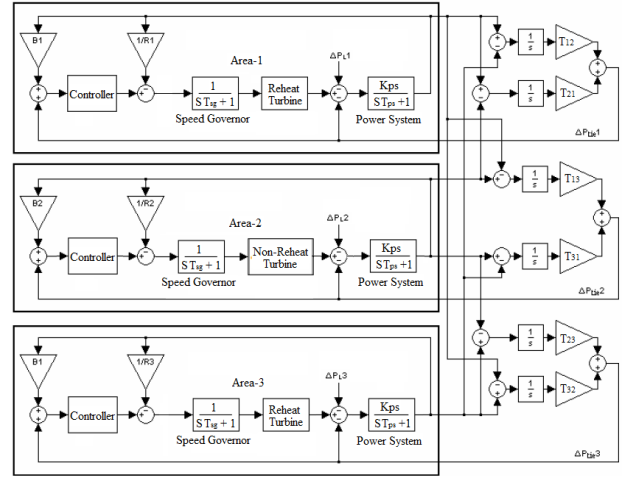 B1
1/R1
Area-1
ΔPL1
Controller
1
STsg + 1
Reheat
Turbine
Kps
STps +1
Speed Governor
Power System
1
s
T12
1
s
T21
ΔPtie1
B2
1/R2
Area-2
ΔPL2
Controller
1
STsg + 1
Non-Reheat
Turbine
Kps
STps +1
Speed Governor
Power System
1
s
T13
1
s
T31
ΔPtie2
B1
1/R3
Area-3
ΔPL3
Controller
1
STsg + 1
Reheat
Turbine
Kps
STps +1
Speed Governor
Power System
1
s
T23
1
s
T32
ΔPtie3